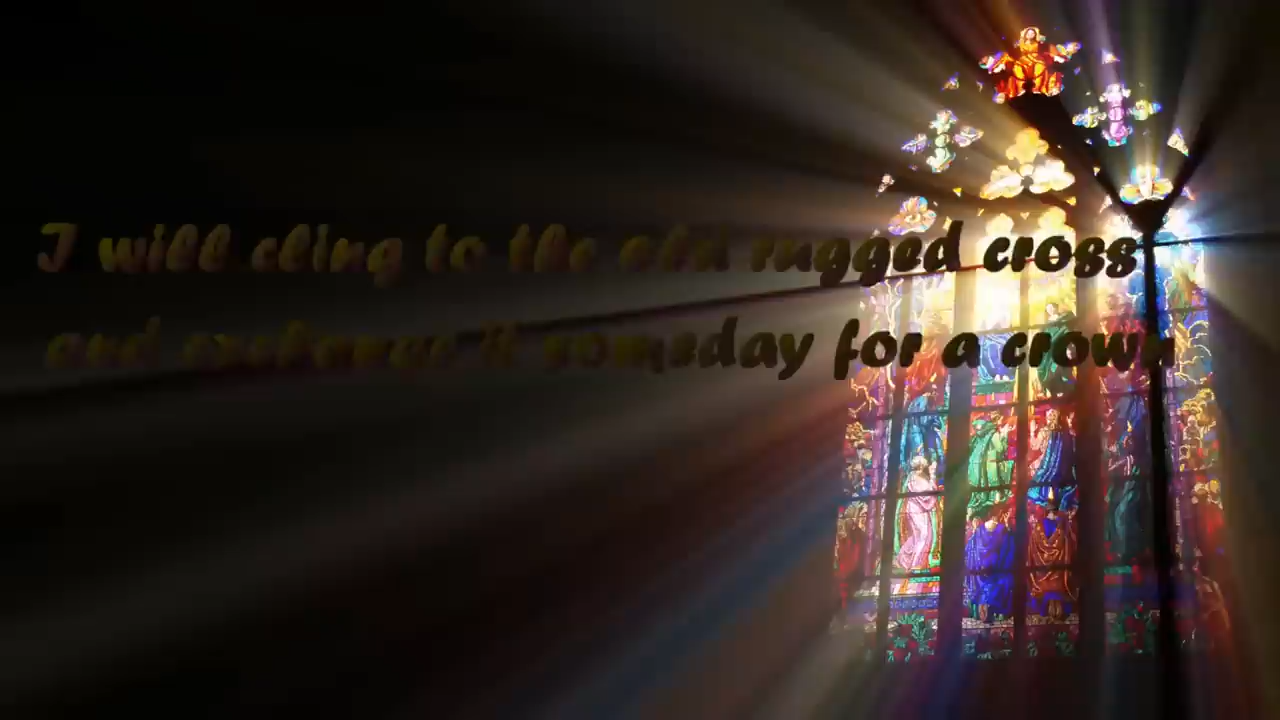 I will cling to the old rugged cross
and exchange it someday for a crown